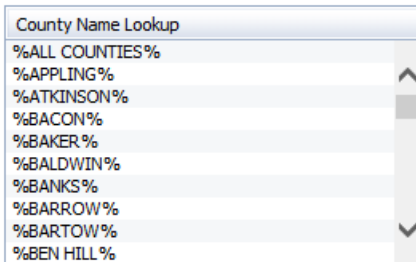 County Name Lookup
%ALL COUNTIES%
%APPLING%
%ATKINSON%
%BACON%
%BAKER%
%BALDWIN%
%BANKS%
%BARROW%
%BARTOW%
%BEN HILL%